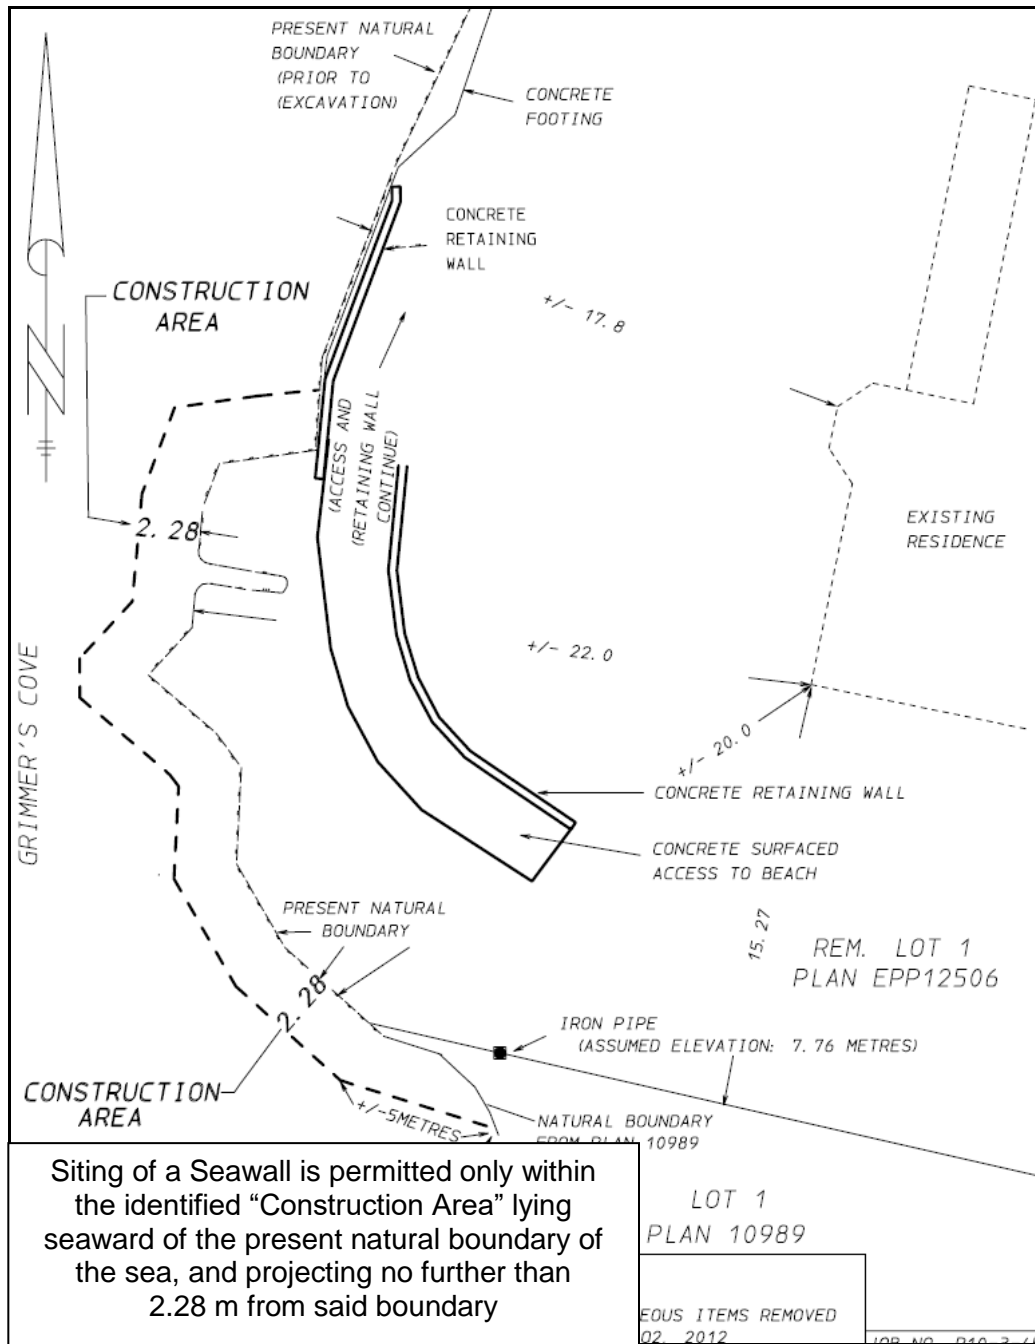 PRESENT NATURAL
BOUNDARY
(PRIOR TO
(EXCAVATION)
CONCRETE
FOOTING
CONCRETE
RETAINING
WALL
CONSTRUCTION
AREA
+/- 17.8
(ACCESS AND
(RETAINING WALL
CONTINUE)
N
2.28
EXISTING
RESIDENCE
GRIMMER'S COVE
+/- 22.0
+/- 20.0
CONCRETE RETAINING WALL
CONCRETE SURFACED
ACCESS TO BEACH
PRESENT NATURAL
BOUNDARY
15.27
REM. LOT 1
PLAN EPP12506
2.28
IRON PIPE
(ASSUMED ELEVATION: 7.76 METRES)
CONSTRUCTION
AREA
+/-5METRES
NATURAL BOUNDARY
FROM PLAN 10989
LOT 1
PLAN 10989
Siting of a Seawall is permitted only within
the identified “Construction Area” lying
seaward of the present natural boundary of
the sea, and projecting no further than
2.28 m from said boundary
EOUS ITEMS REMOVED
02, 2012